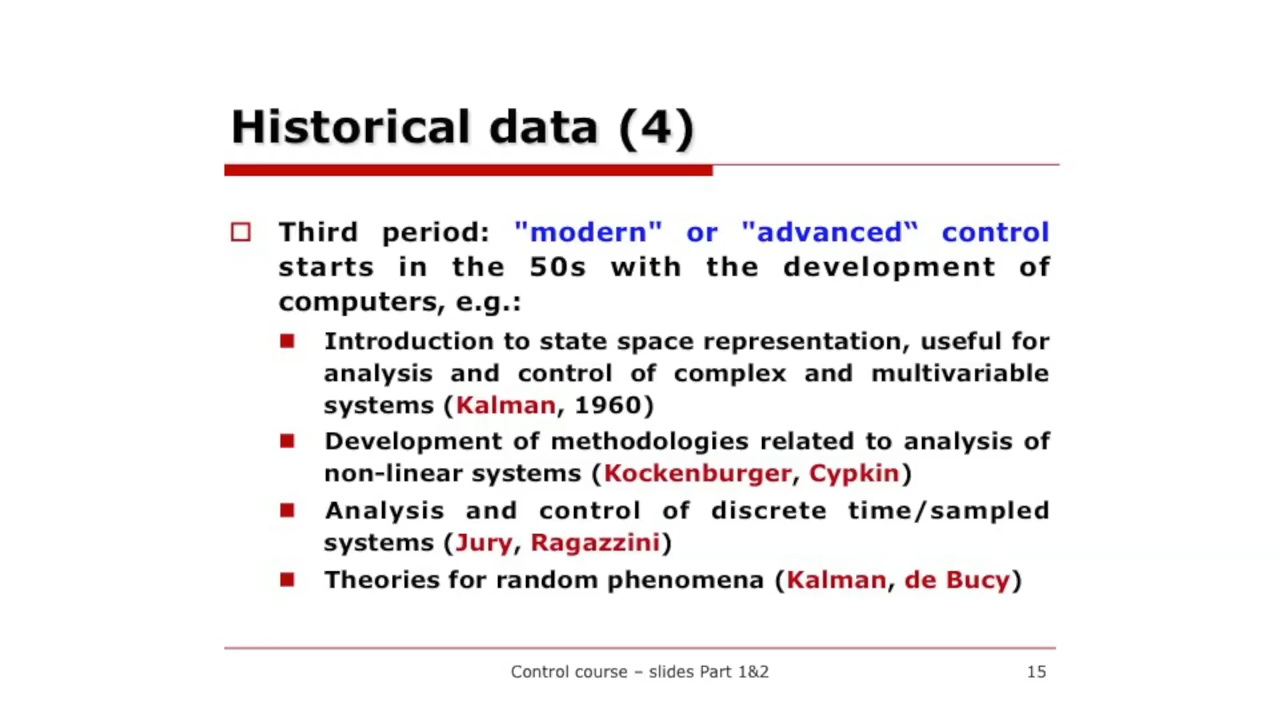 Historical data (4)
Third period: "modern" or "advanced“ control
starts in the 50s with the development of
computers, e.g.:
Introduction to state space representation, useful for
analysis and control of complex and multivariable
systems (Kalman, 1960)
Development of methodologies related to analysis of
non-linear systems (Kockenburger, Cypkin)
Analysis and control of discrete time/sampled
systems (Jury, Ragazzini)
Theories for random phenomena (Kalman, de Bucy)
Control course – slides Part 1&2
15